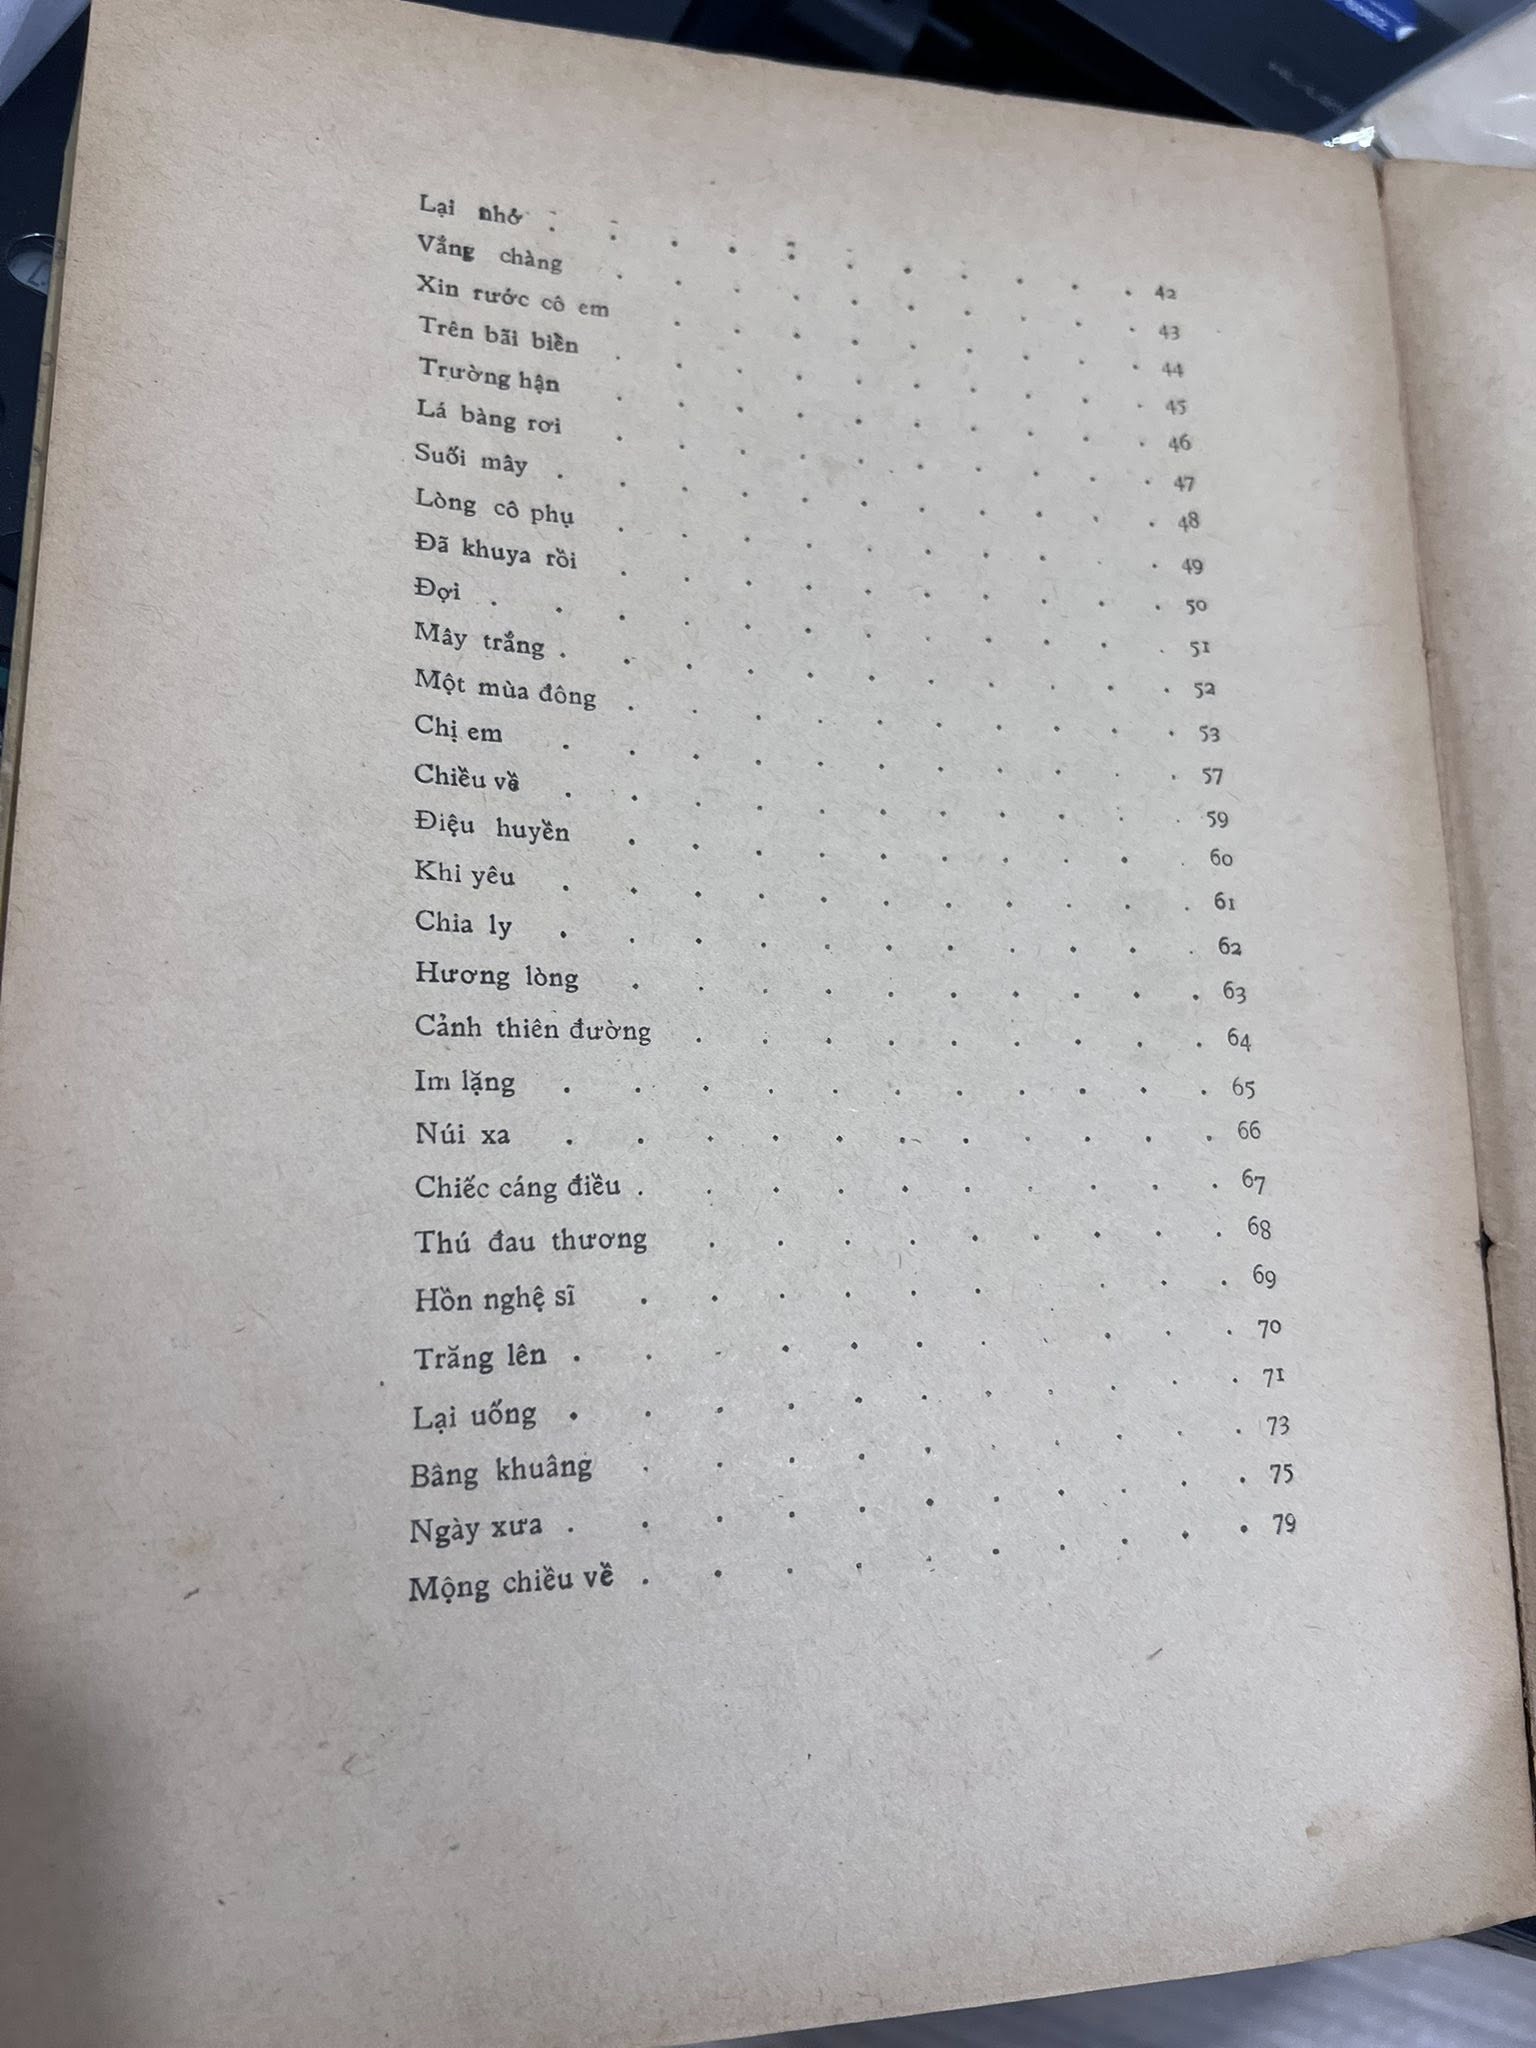 Lại nhớ . . . . . . . . . . . 42
Vắng chàng . . . . . . . . . . 43
Xin rước cô em . . . . . . . . . 44
Trên bãi biển . . . . . . . . . . 45
Trường hận . . . . . . . . . . 46
Lá bàng rơi . . . . . . . . . . 47
Suối mây . . . . . . . . . . . 48
Lòng cô phụ . . . . . . . . . . 49
Đã khuya rồi . . . . . . . . . . 50
Đợi . . . . . . . . . . . . 51
Mây trắng . . . . . . . . . . . 52
Một mùa đông . . . . . . . . . . 53
Chị em . . . . . . . . . . . 57
Chiều về . . . . . . . . . . . 59
Điệu huyền . . . . . . . . . . 60
Khi yêu . . . . . . . . . . . 61
Chia ly . . . . . . . . . . . 62
Hương lòng . . . . . . . . . . 63
Cảnh thiên đường . . . . . . . . . 64
Im lặng . . . . . . . . . . . 65
Núi xa . . . . . . . . . . . 66
Chiếc cáng điều . . . . . . . . . . 67
Thú đau thương . . . . . . . . . 68
Hồn nghệ sĩ . . . . . . . . . . 69
Trăng lên . . . . . . . . . . . 70
Lại uống . . . . . . . . . . . 71
Bâng khuâng . . . . . . . . . . 73
Ngày xưa . . . . . . . . . . . 75
Mộng chiều về . . . . . . . . . . 79